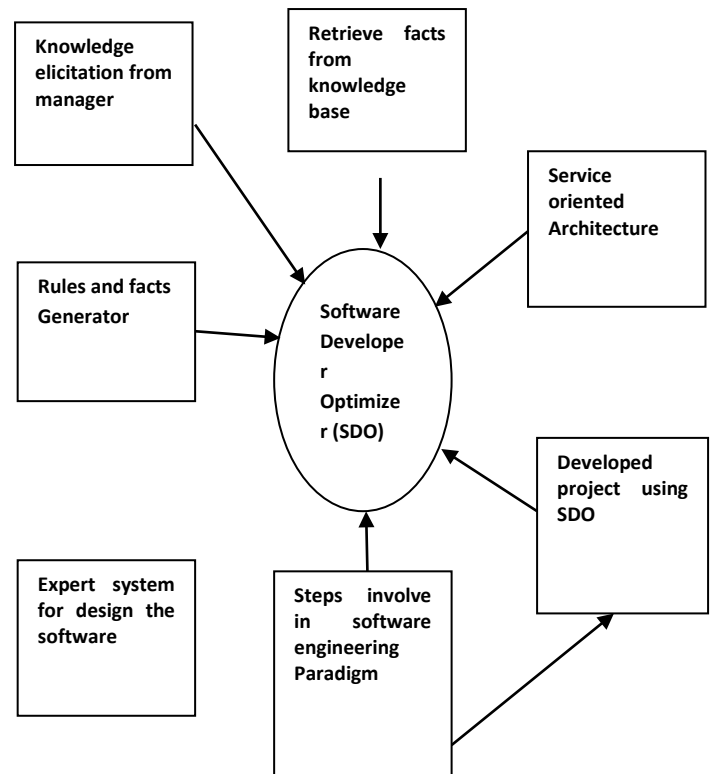 Knowledge
elicitation from
manager
Retrieve facts
from
knowledge
base
Service
oriented
Architecture
Rules and facts
Generator
Software
Develope
r
Optimize
r (SDO)
Developed
project using
SDO
Expert system
for design the
software
Steps involve
in software
engineering
Paradigm